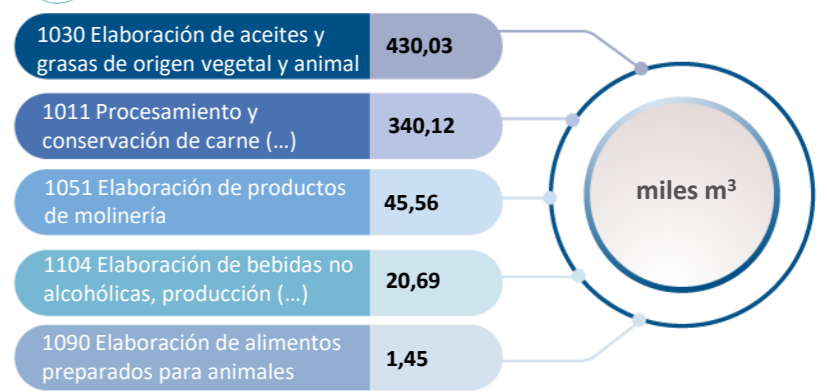 1030 Elaboración de aceites y
grasas de origen vegetal y animal
430,03
1011 Procesamiento y
conservación de carne (...)
340,12
1051 Elaboración de productos
de molinería
45,56
1104 Elaboración de bebidas no
alcohólicas, producción (...)
20,69
1090 Elaboración de alimentos
preparados para animales
1,45
miles m³